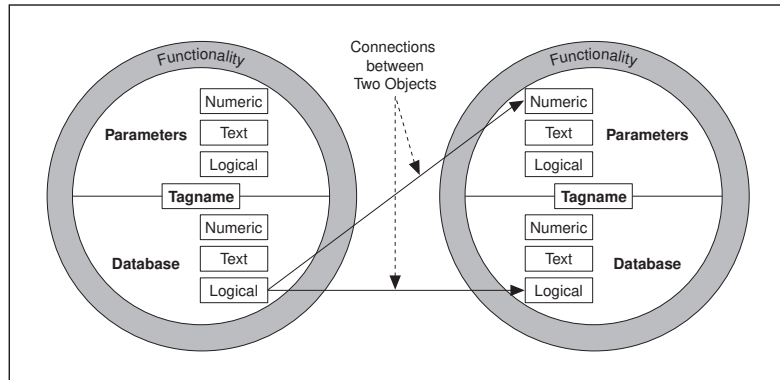 Functionality
Numeric
Parameters
Text
Logical
Tagname
Numeric
Database
Text
Logical
Connections
between
Two Objects
Functionality
Numeric
Text
Parameters
Logical
Tagname
Numeric
Text
Database
Logical